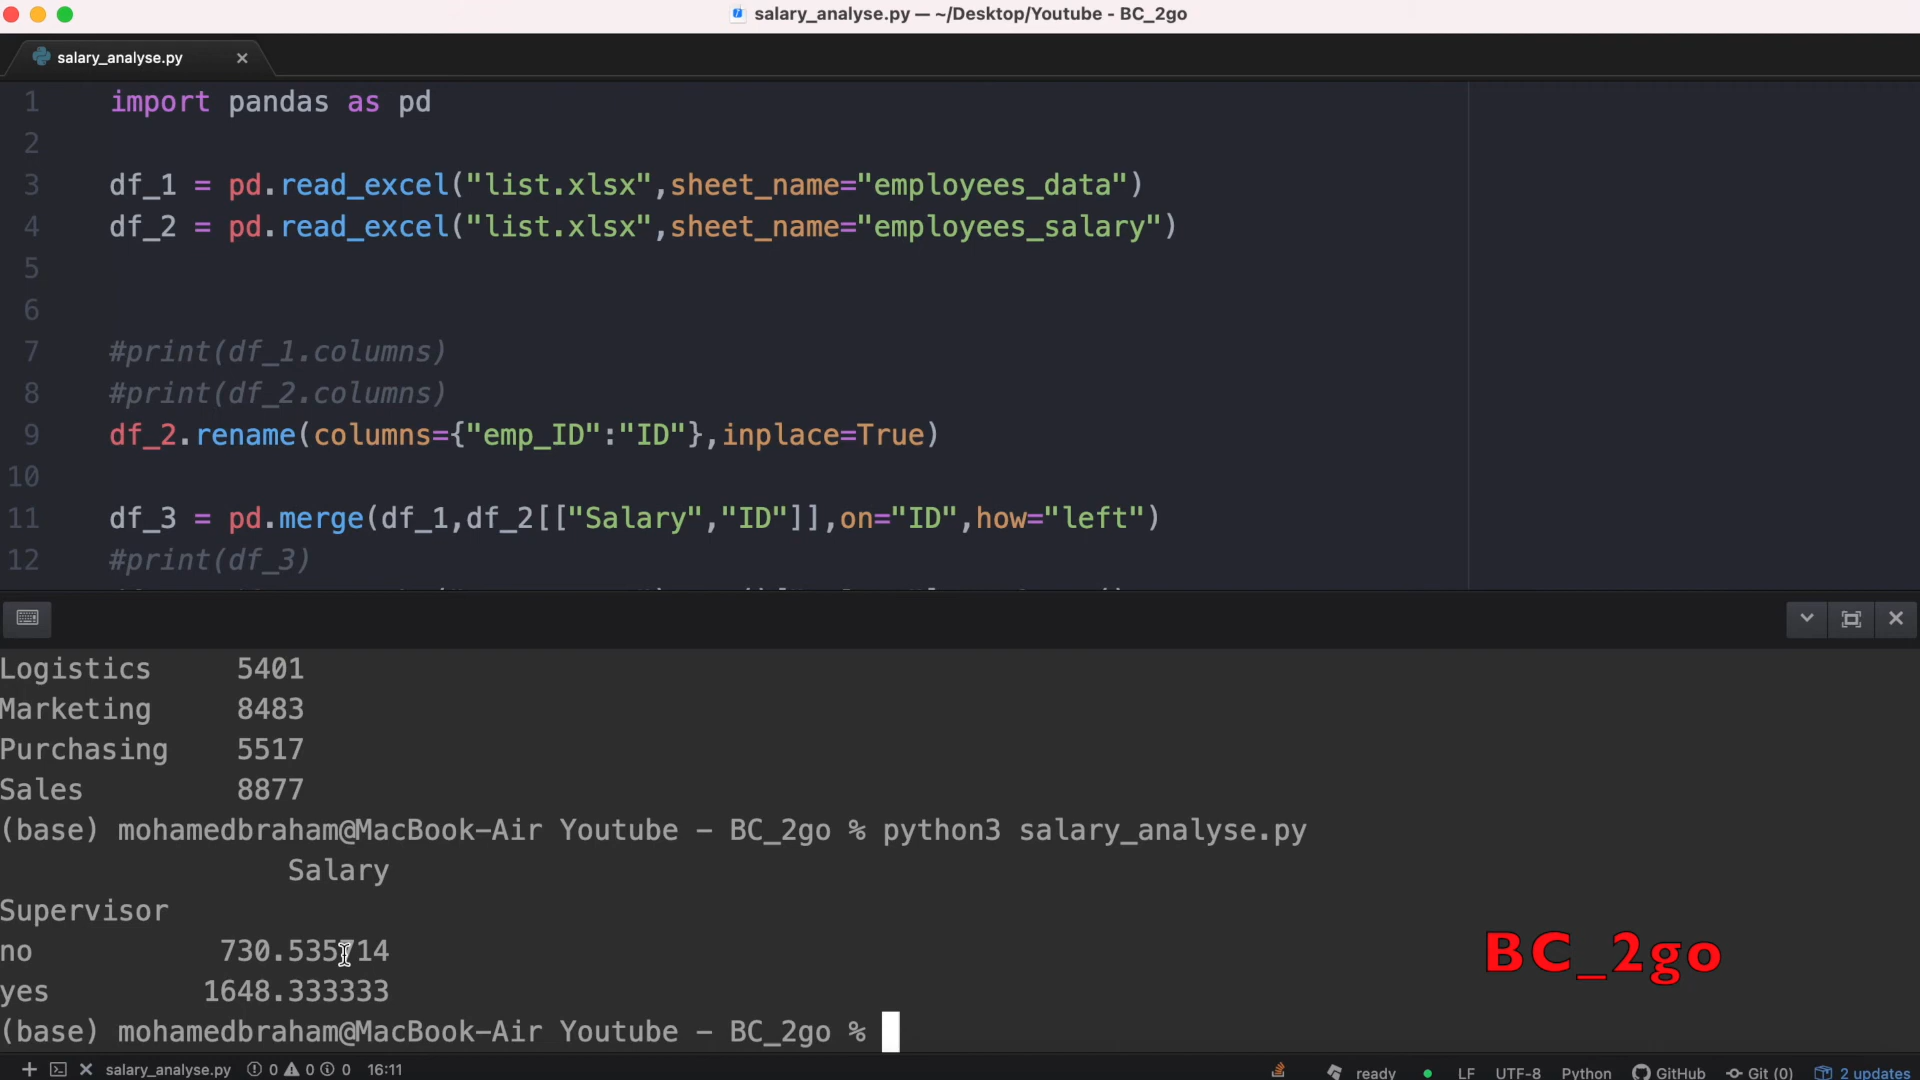 salary_analyse.py — ~/Desktop/Youtube - BC_2go
salary_analyse.py
1 import pandas as pd
2
3 df_1 = pd.read_excel("list.xlsx",sheet_name="employees_data")
4 df_2 = pd.read_excel("list.xlsx",sheet_name="employees_salary")
5
6
7 #print(df_1.columns)
8 #print(df_2.columns)
9 df_2.rename(columns={"emp_ID":"ID"},inplace=True)
10
11 df_3 = pd.merge(df_1,df_2[["Salary","ID"]],on="ID",how="left")
12 #print(df_3)
Logistics 5401
Marketing 8483
Purchasing 5517
Sales 8877
(base) mohamedbraham@MacBook-Air Youtube - BC_2go % python3 salary_analyse.py
Salary
Supervisor
no 730.535714
yes 1648.333333
(base) mohamedbraham@MacBook-Air Youtube - BC_2go %
BC_2go
salary_analyse.py 0 0 0 16:11 ready LF UTF-8 Python GitHub Git (0) 2 updates